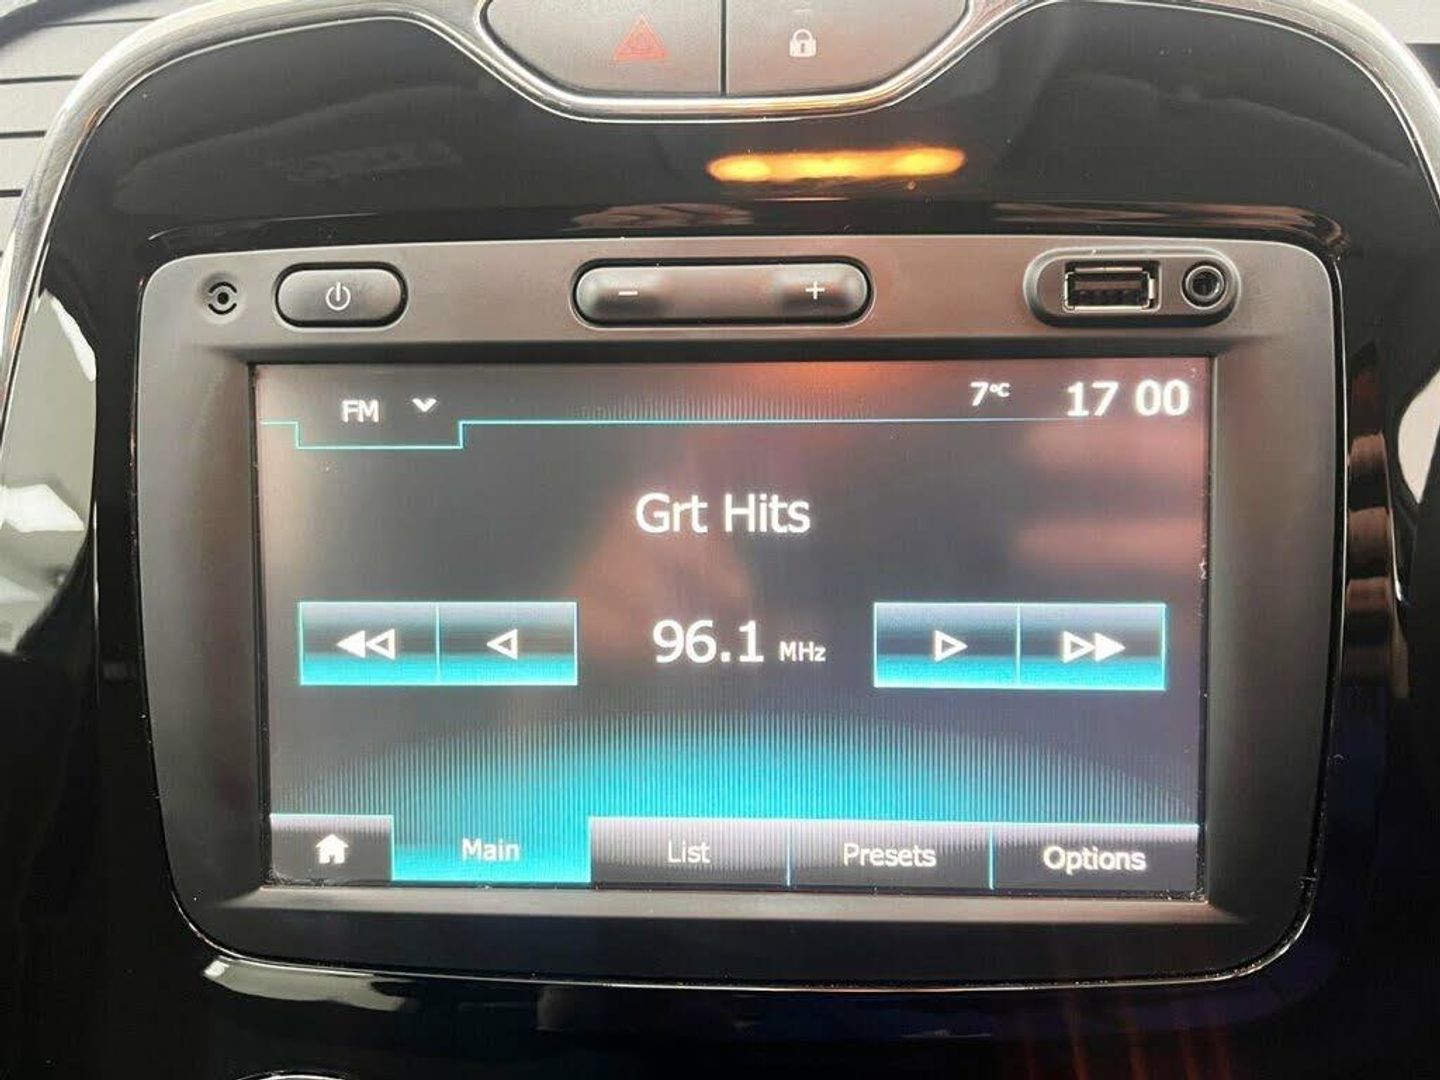 FM 7°C 17 00
Grt Hits
96.1 MHz
Main List Presets Options